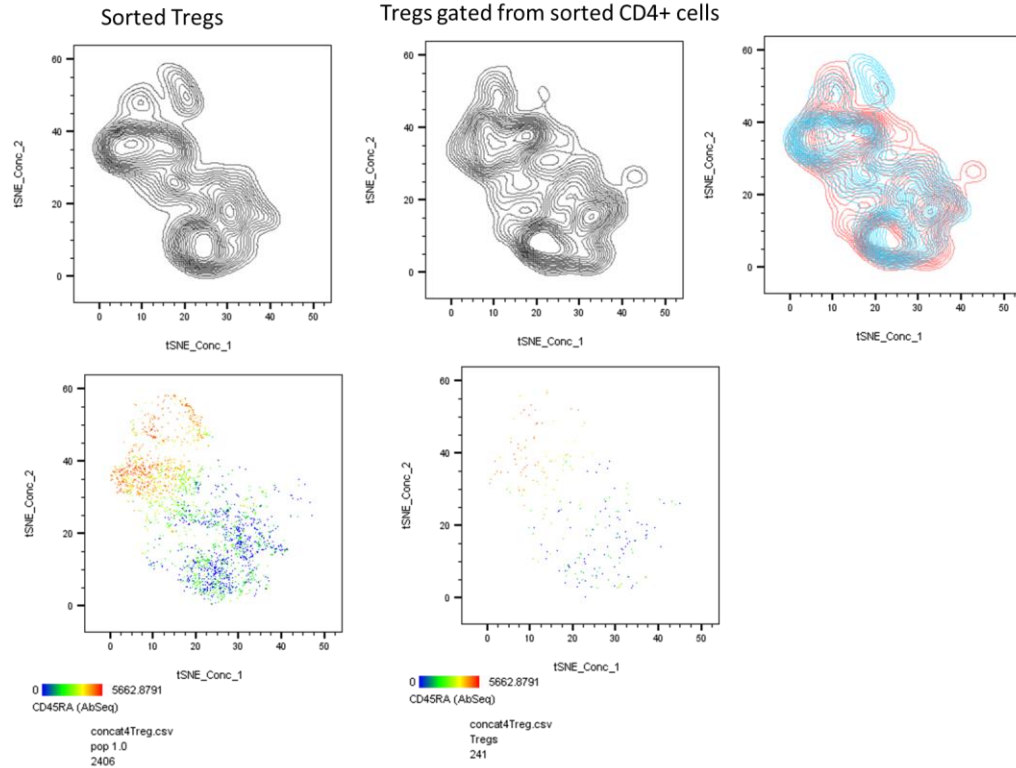 Sorted Tregs
Tregs gated from sorted CD4+ cells
60
40
20
0
tSNE_Conc_2
0 10 20 30 40 50
tSNE_Conc_1
60
40
20
0
tSNE_Conc_2
0 10 20 30 40 50
tSNE_Conc_1
60
40
20
0
tSNE_Conc_2
0 10 20 30 40 50
tSNE_Conc_1
60
40
20
0
tSNE_Conc_2
0 10 20 30 40 50
tSNE_Conc_1
0 5662.8791
CD45RA (AbSeq)
concat4Treg.csv
pop 1.0
2406
60
40
20
0
tSNE_Conc_2
0 10 20 30 40 50
tSNE_Conc_1
0 5662.8791
CD45RA (AbSeq)
concat4Treg.csv
Tregs
241